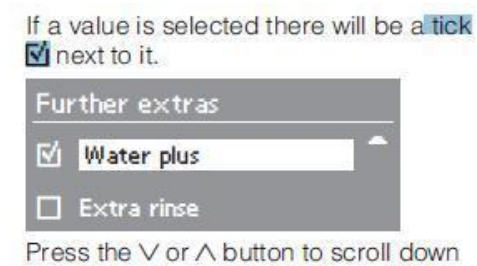 If a value is selected there will be a tick
☑ next to it.
Further extras
☑ Water plus
☐ Extra rinse
Press the ∨ or ∧ button to scroll down